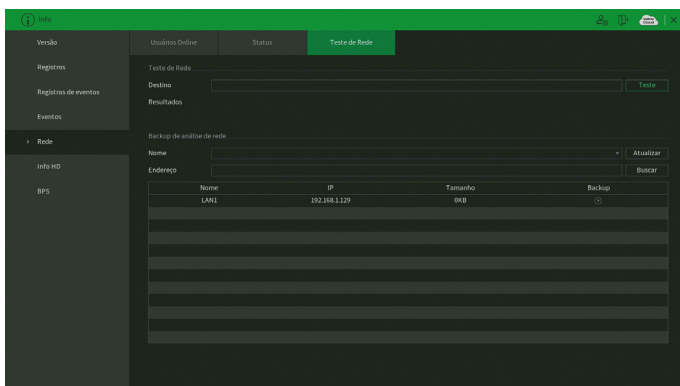 Info
Versão
Registros
Registros de eventos
Eventos
Rede
Info HD
BPS
Usuários Online Status Teste de Rede
Teste de Rede
Destino Teste
Resultados
Backup de análise de rede
Nome Atualizar
Endereço Buscar
Nome IP Tamanho Backup
LAN1 192.168.1.129 0KB